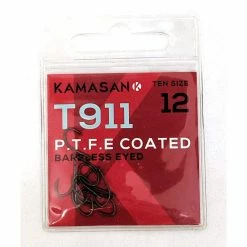 KAMASAN K
TEN SIZE
12
T911
P.T.F.E COATED
BARBLESS EYED